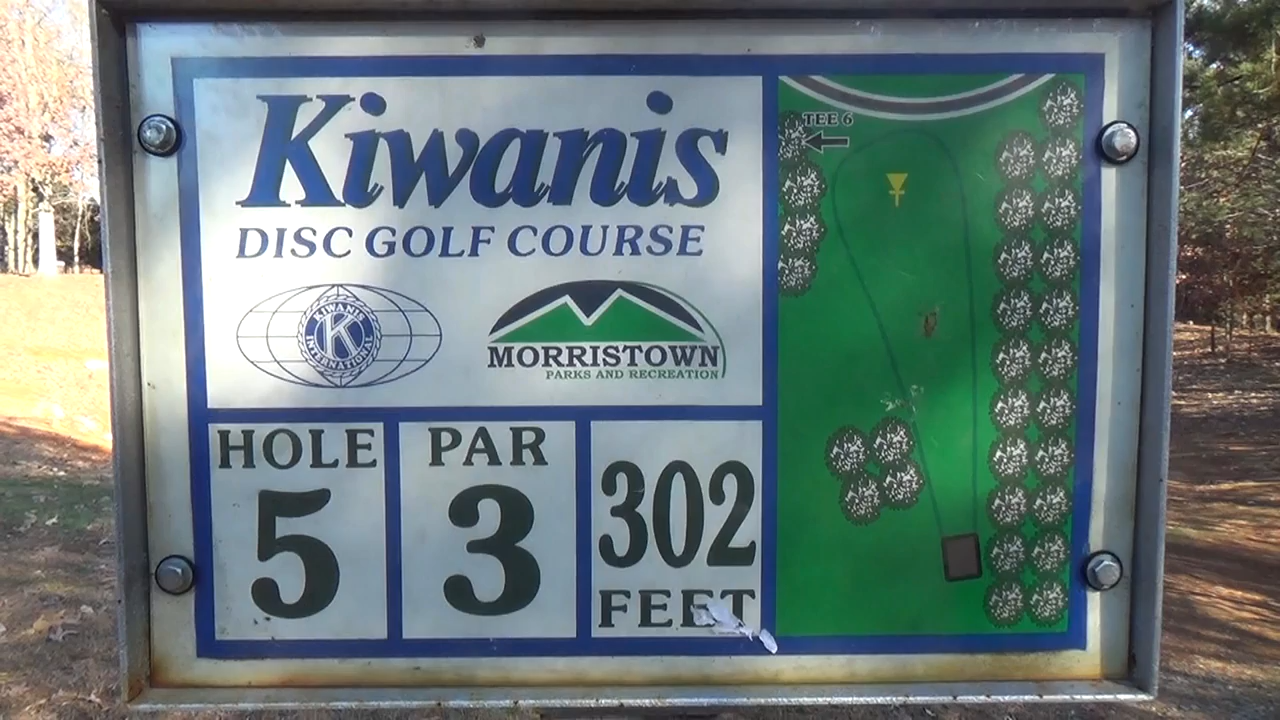 Kiwanis
DISC GOLF COURSE
KIWANIS
K
INTERNATIONAL
MORRISTOWN
PARKS AND RECREATION
HOLE
5
PAR
3
302
FEET
TEE 6